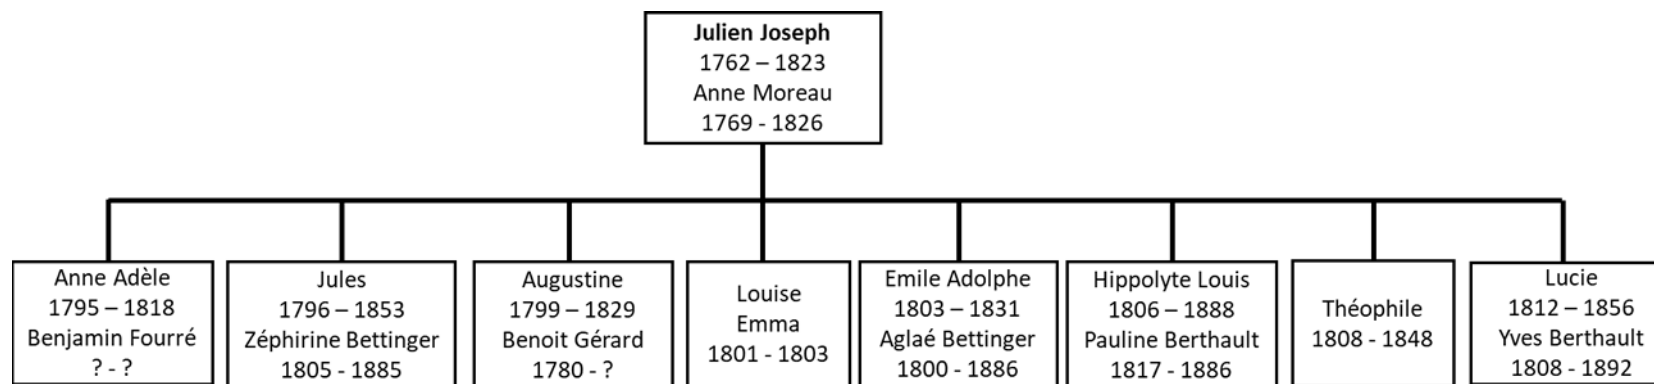 Julien Joseph
1762 – 1823
Anne Moreau
1769 - 1826
Anne Adèle
1795 – 1818
Benjamin Fourré
? - ?
Jules
1796 – 1853
Zéphirine Bettinger
1805 - 1885
Augustine
1799 – 1829
Benoit Gérard
1780 - ?
Louise
Emma
1801 - 1803
Emile Adolphe
1803 – 1831
Aglaé Bettinger
1800 - 1886
Hippolyte Louis
1806 – 1888
Pauline Berthault
1817 - 1886
Théophile
1808 - 1848
Lucie
1812 – 1856
Yves Berthault
1808 - 1892